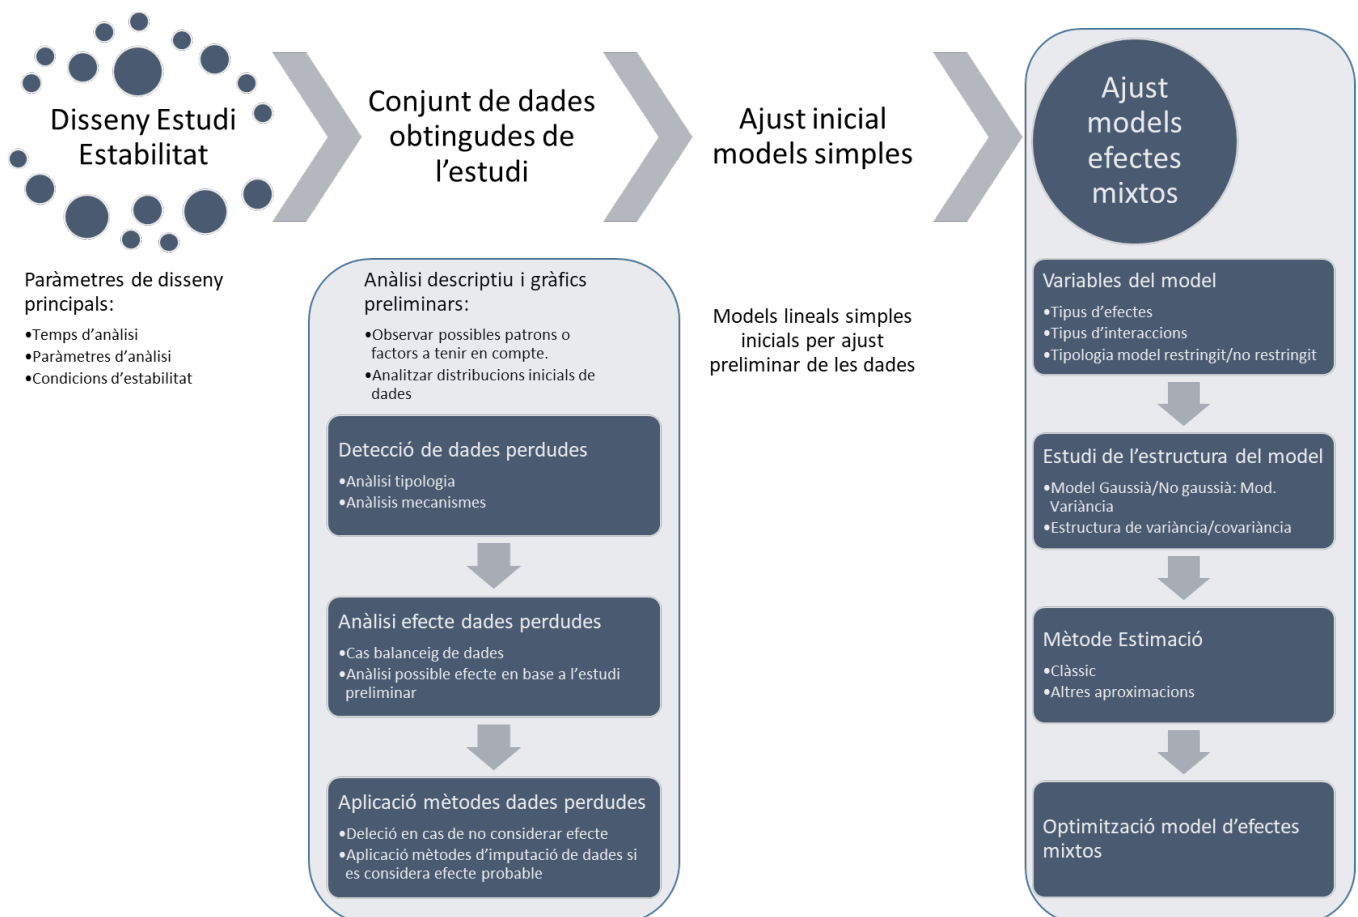 Disseny Estudi
Estabilitat
Paràmetres de disseny
principals:
•Temps d'anàlisi
•Paràmetres d'anàlisi
•Condicions d'estabilitat
Conjunt de dades
obtingudes de
l'estudi
Anàlisi descriptiu i gràfics
preliminars:
•Observar possibles patrons o
factors a tenir en compte.
•Analitzar distribucions inicials de
dades
Detecció de dades perdudes
•Anàlisi tipologia
•Anàlisis mecanismes
Anàlisi efecte dades perdudes
•Cas balanceig de dades
•Anàlisi possible efecte en base a l'estudi
preliminar
Aplicació mètodes dades perdudes
•Deleció en cas de no considerar efecte
•Aplicació mètodes d'imputació de dades si
es considera efecte probable
Ajust inicial
models simples
Models lineals simples
inicials per ajust
preliminar de les dades
Ajust
models
efectes
mixtos
Variables del model
•Tipus d'efectes
•Tipus d'interaccions
•Tipologia model restringit/no restringit
Estudi de l'estructura del model
•Model Gaussià/No gaussià: Mod.
Variància
•Estructura de variància/covariància
Mètode Estimació
•Clàssic
•Altres aproximacions
Optimització model d'efectes
mixtos